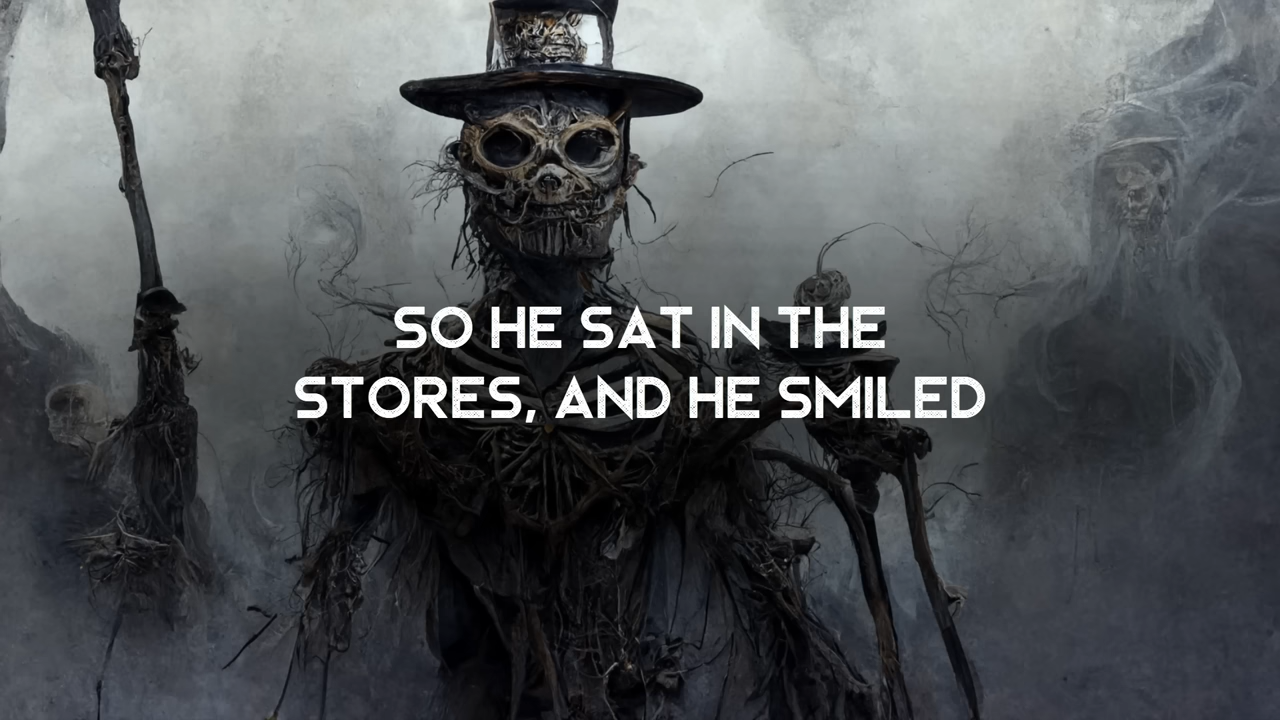 SO HE SAT IN THE
STORES, AND HE SMILED